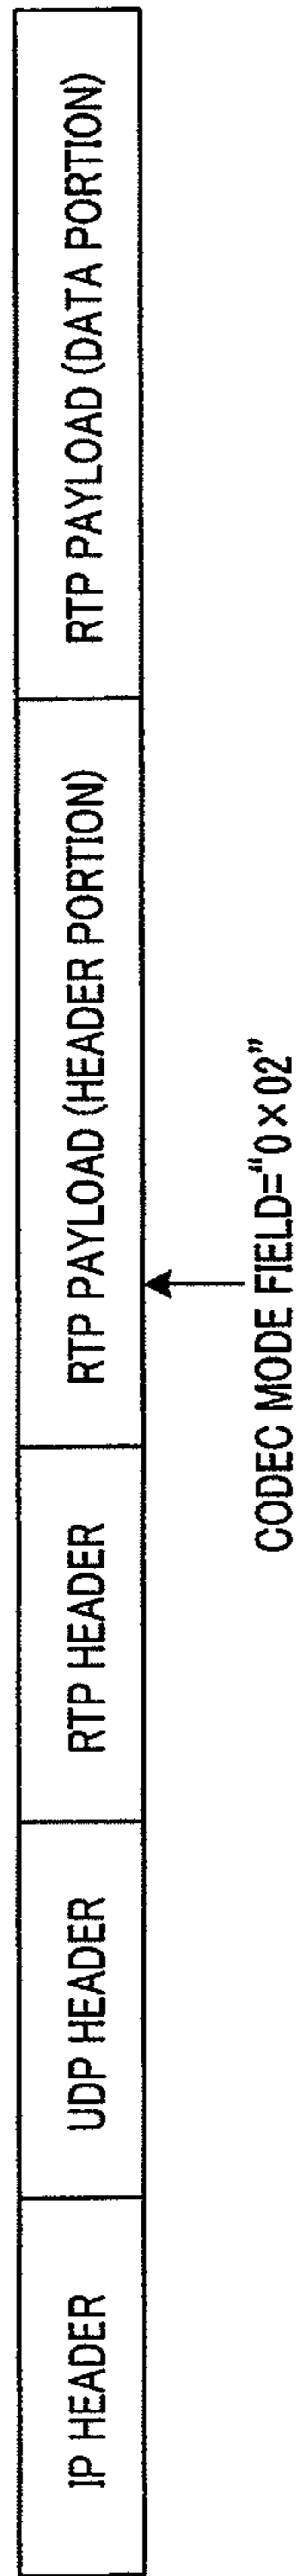 IP HEADER
UDP HEADER
RTP HEADER
RTP PAYLOAD (HEADER PORTION)
RTP PAYLOAD (DATA PORTION)
CODEC MODE FIELD="0×02"